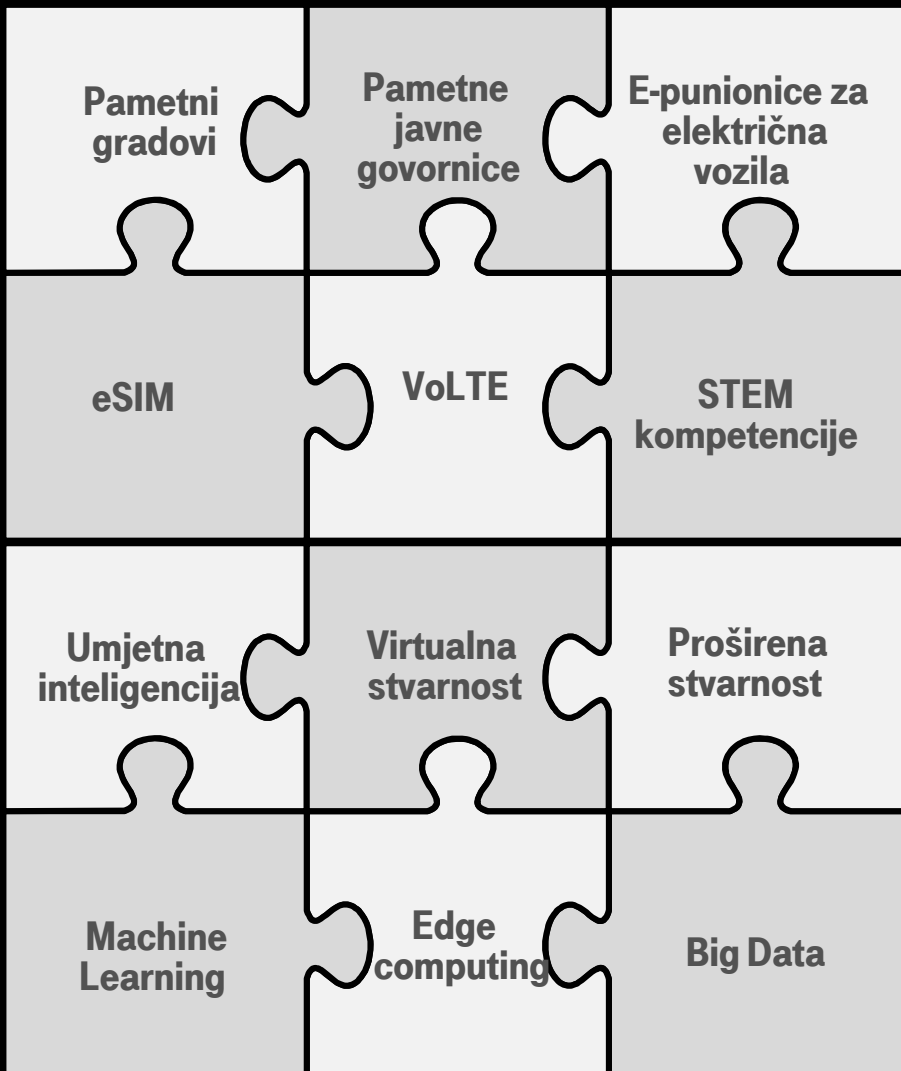 Pametni
gradovi
Pametne
javne
govornice
E-punionice za
električna
vozila
eSIM
VoLTE
STEM
kompetencije
Umjetna
inteligencija
Virtualna
stvarnost
Proširena
stvarnost
Machine
Learning
Edge
computing
Big Data